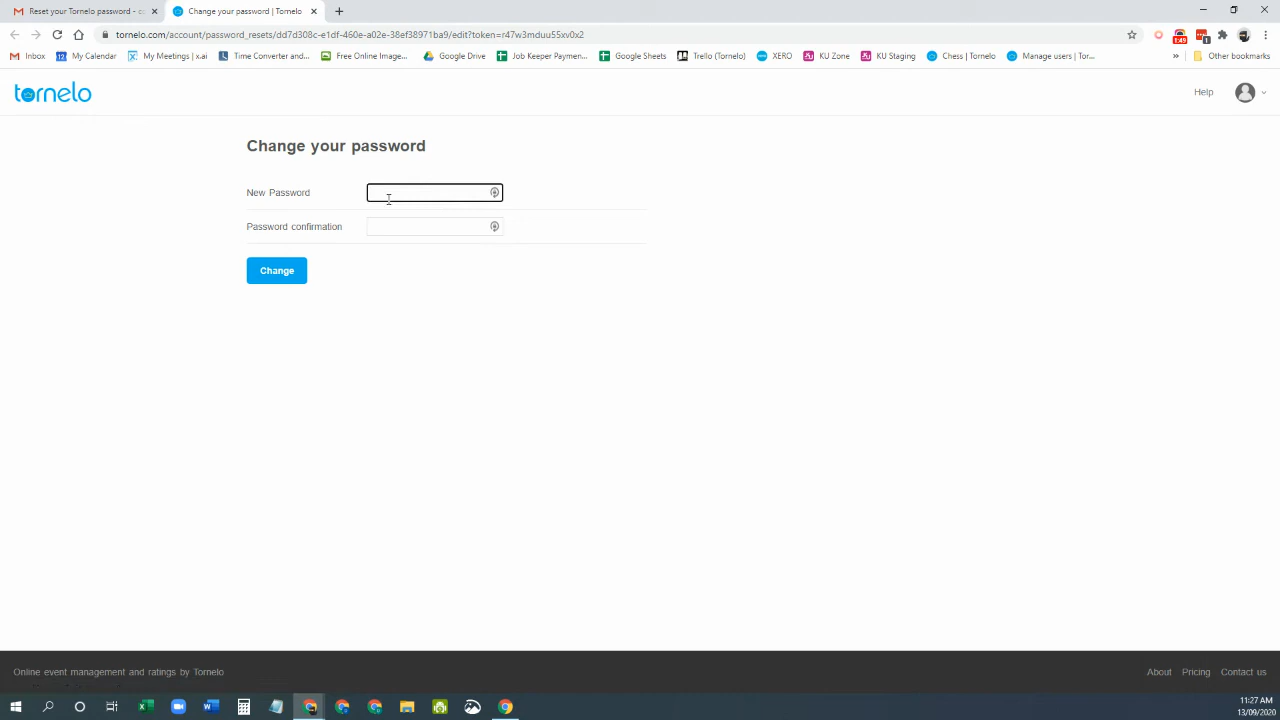 Reset your Tornelo password - c
Change your password | Tornelo
tornelo.com/account/password_resets/dd7d308c-e1df-460e-a02e-38ef38971ba9/edit?token=r47w3mduu55xv0x2
Inbox
My Calendar
My Meetings | x.ai
Time Converter and...
Free Online Image...
Google Drive
Job Keeper Paymen...
Google Sheets
Trello (Tornelo)
XERO
KU Zone
KU Staging
Chess | Tornelo
Manage users | Tor...
»
Other bookmarks
1:49
1
tornelo
Help
Change your password
New Password
Password confirmation
Change
Online event management and ratings by Tornelo
About
Pricing
Contact us
11:27 AM
13/09/2020